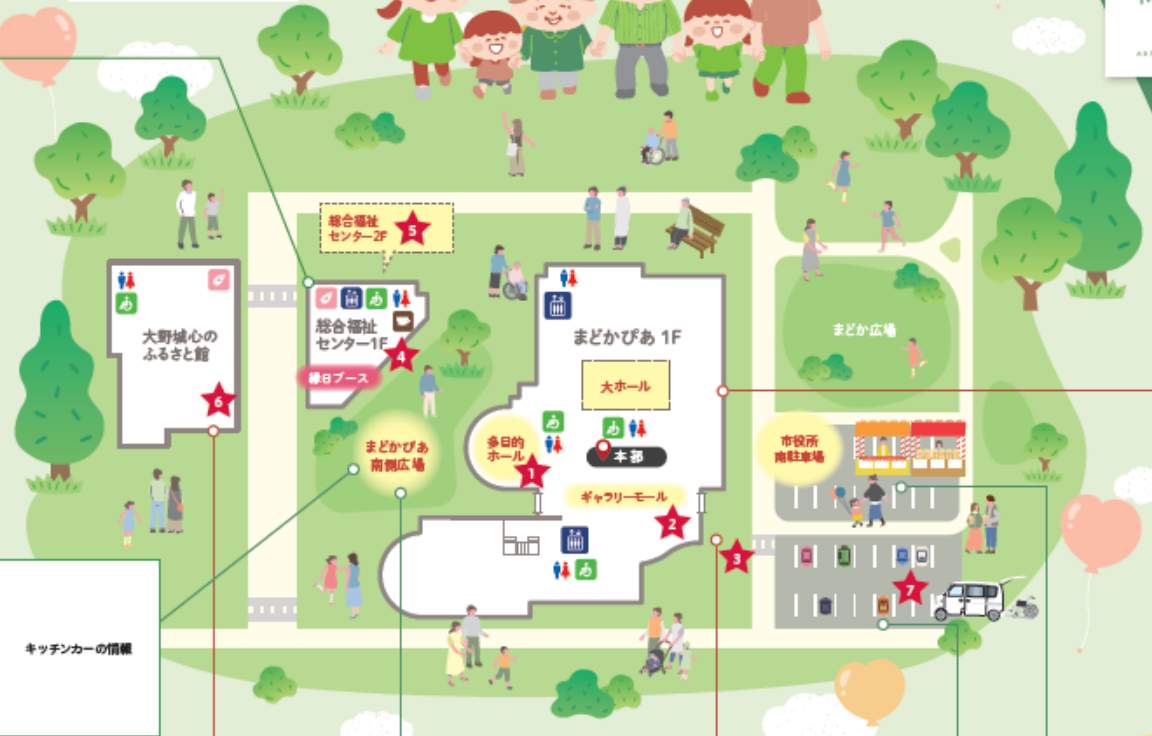 総合福祉
センター2F
5
大野城心の
ふるさと館
6
総合福祉
センター1F
4
縁日ブース
まどかぴあ 1F
大ホール
本部
多目的
ホール
1
ギャラリーモール
2
3
まどかぴあ
南側広場
まどか広場
市役所
南駐車場
7
キッチンカーの情報